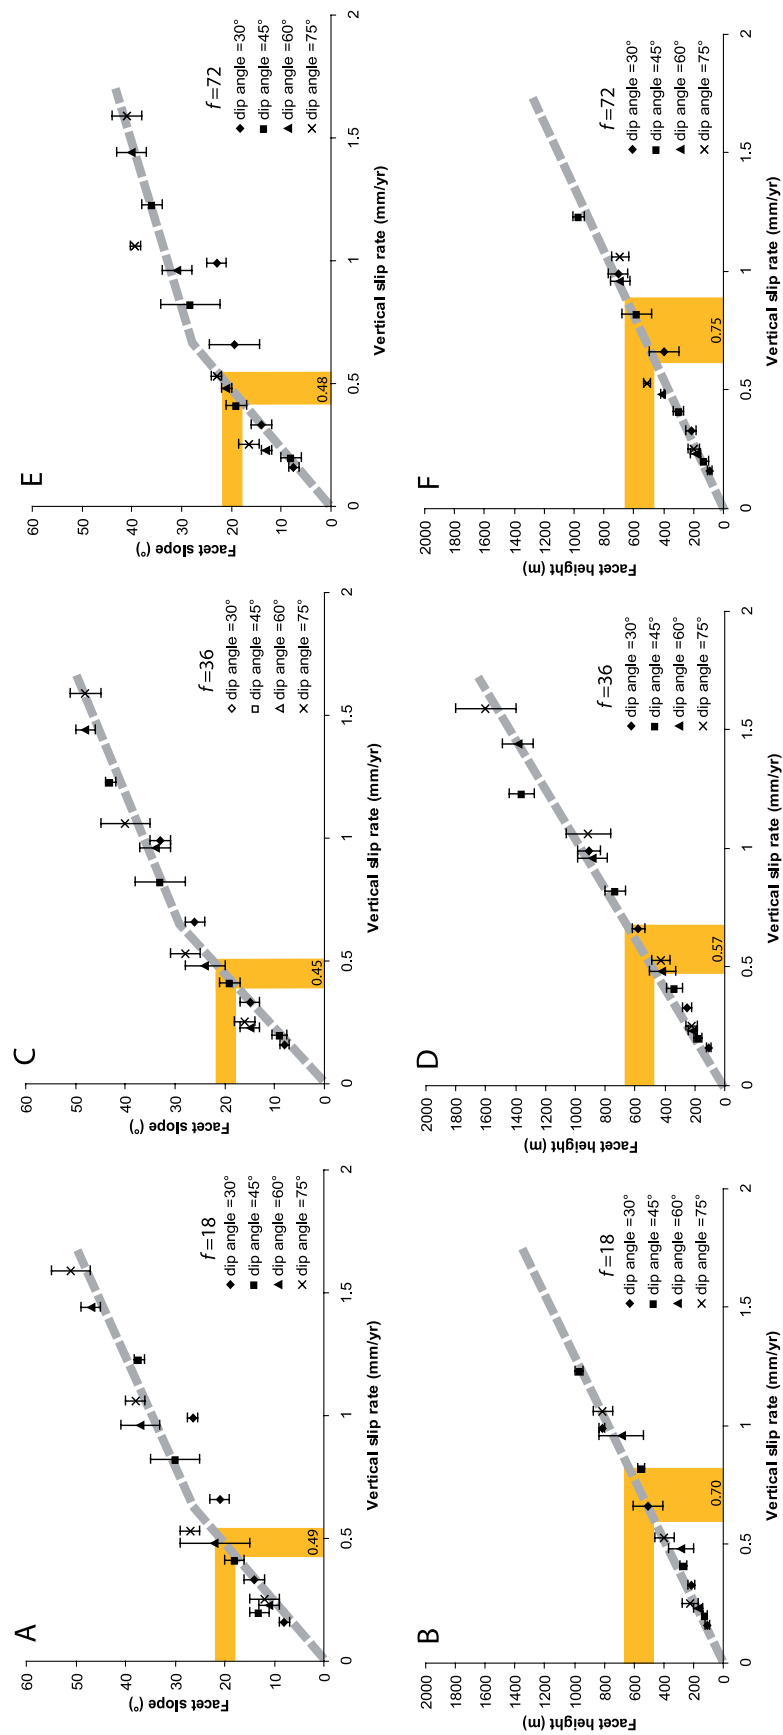 A
60
50
40
30
20
10
0
Facet slope (°)
f=18
dip angle =30°
dip angle =45°
dip angle =60°
dip angle =75°
0.49
0 0.5 1 1.5 2
Vertical slip rate (mm/yr)
C
60
50
40
30
20
10
0
Facet slope (°)
f=36
dip angle =30°
dip angle =45°
dip angle =60°
dip angle =75°
0.45
0 0.5 1 1.5 2
Vertical slip rate (mm/yr)
E
60
50
40
30
20
10
0
Facet slope (°)
f=72
dip angle =30°
dip angle =45°
dip angle =60°
dip angle =75°
0.48
0 0.5 1 1.5 2
Vertical slip rate (mm/yr)
B
2000
1800
1600
1400
1200
1000
800
600
400
200
0
Facet height (m)
f=18
dip angle =30°
dip angle =45°
dip angle =60°
dip angle =75°
0.70
0 0.5 1 1.5 2
Vertical slip rate (mm/yr)
D
2000
1800
1600
1400
1200
1000
800
600
400
200
0
Facet height (m)
f=36
dip angle =30°
dip angle =45°
dip angle =60°
dip angle =75°
0.57
0 0.5 1 1.5 2
Vertical slip rate (mm/yr)
F
2000
1800
1600
1400
1200
1000
800
600
400
200
0
Facet height (m)
f=72
dip angle =30°
dip angle =45°
dip angle =60°
dip angle =75°
0.75
0 0.5 1 1.5 2
Vertical slip rate (mm/yr)